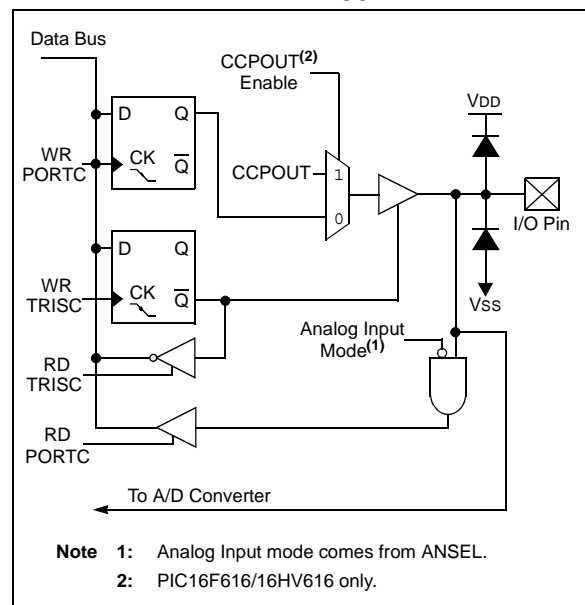 Data Bus
CCPOUT(2)
Enable
VDD
D Q
WR
PORTC
CK
Q
CCPOUT
1
0
I/O Pin
D Q
WR
TRISC
CK
Q
VSS
Analog Input
Mode(1)
RD
TRISC
RD
PORTC
To A/D Converter
Note 1: Analog Input mode comes from ANSEL.
2: PIC16F616/16HV616 only.